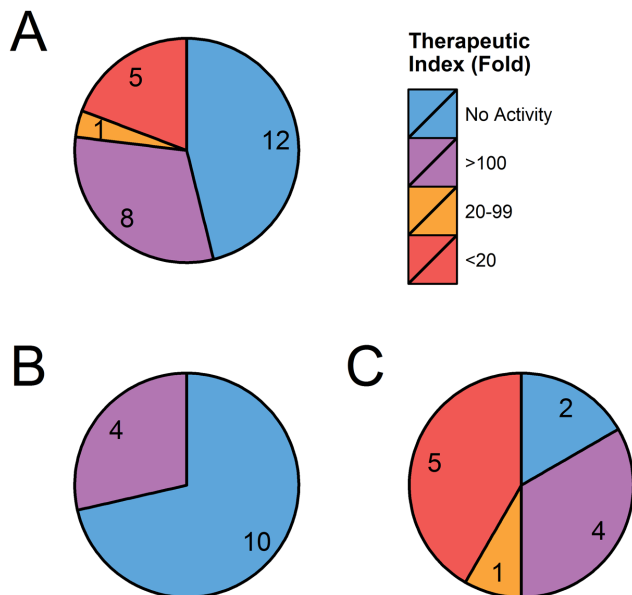 A
5
1
12
8
Therapeutic
Index (Fold)
No Activity
>100
20-99
<20
B
4
10
C
2
5
4
1